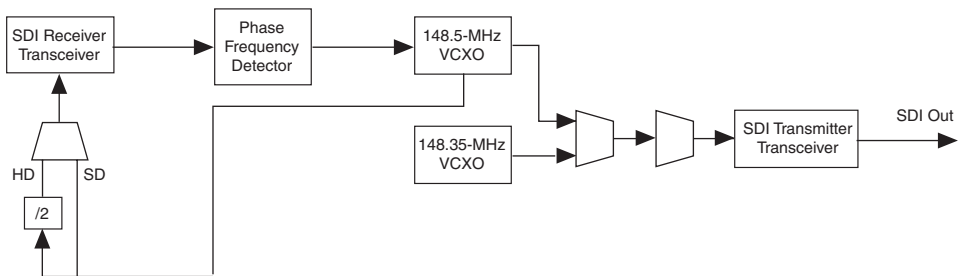 SDI Receiver
Transceiver
Phase
Frequency
Detector
148.5-MHz
VCXO
148.35-MHz
VCXO
SDI Transmitter
Transceiver
SDI Out
HD
SD
/2